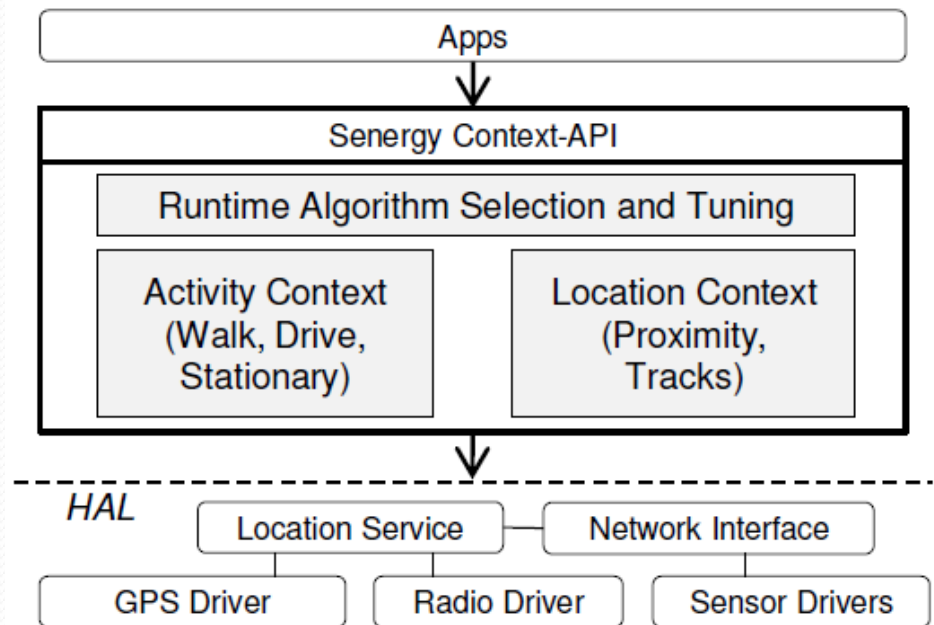 Apps
Senergy Context-API
Runtime Algorithm Selection and Tuning
Activity Context
(Walk, Drive,
Stationary)
Location Context
(Proximity,
Tracks)
HAL
Location Service
Network Interface
GPS Driver
Radio Driver
Sensor Drivers